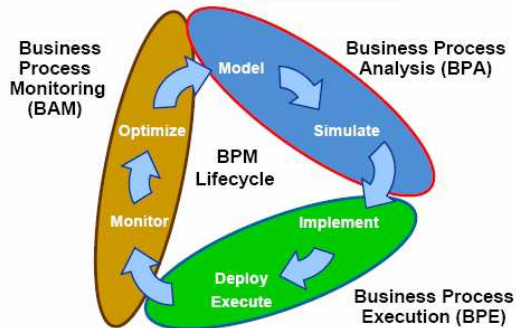 Business
Process
Monitoring
(BAM)
Model
Business Process
Analysis (BPA)
Optimize
Simulate
BPM
Lifecycle
Monitor
Implement
Deploy
Execute
Business Process
Execution (BPE)